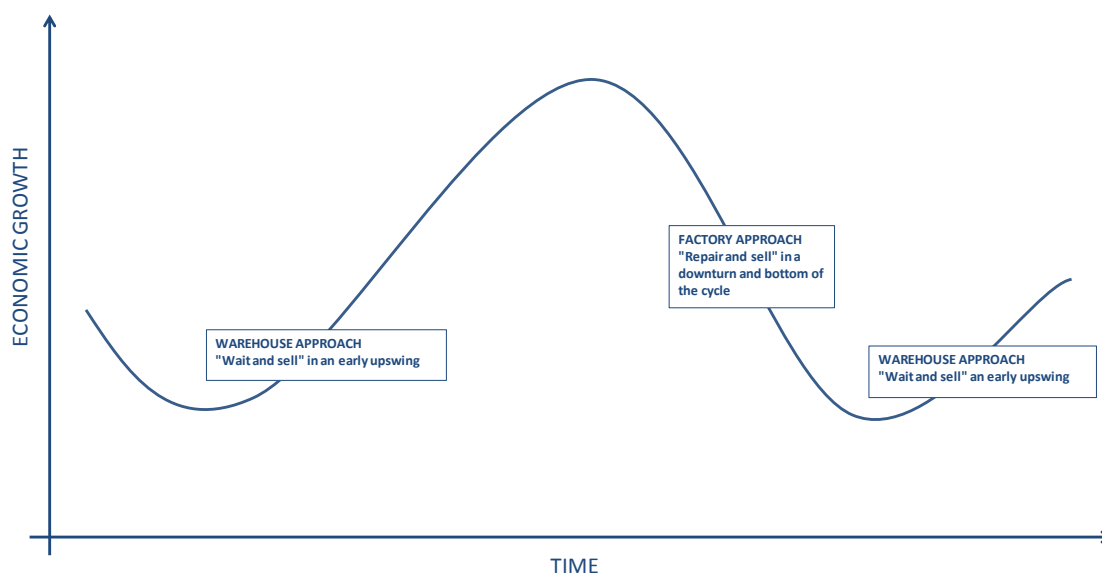 ECONOMIC GROWTH
FACTORY APPROACH
"Repair and sell" in a
downturn and bottom of
the cycle
WAREHOUSE APPROACH
"Wait and sell" in an early upswing
WAREHOUSE APPROACH
"Wait and sell" an early upswing
TIME